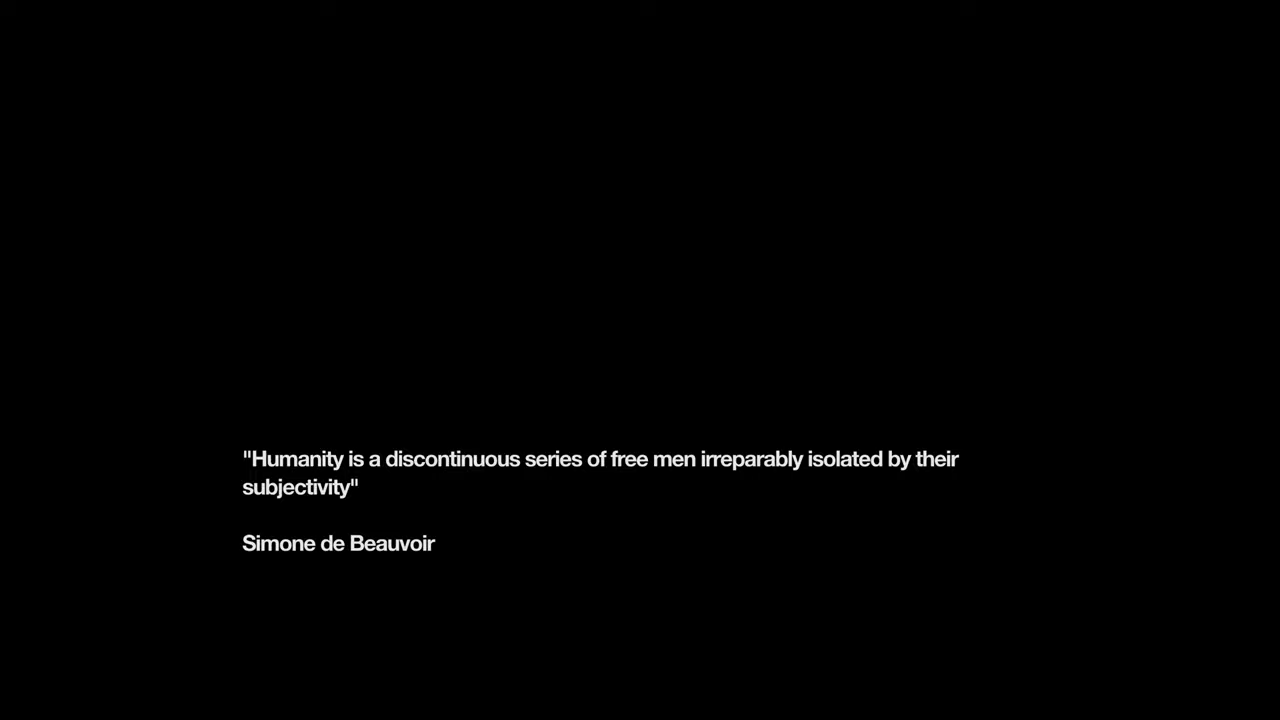 "Humanity is a discontinuous series of free men irreparably isolated by their
subjectivity"
Simone de Beauvoir